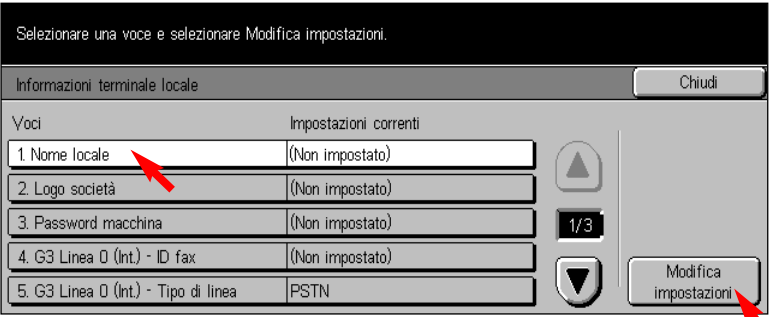 Selezionare una voce e selezionare Modifica impostazioni.
Informazioni terminale locale
Chiudi
Voci
Impostazioni correnti
1. Nome locale
(Non impostato)
2. Logo società
(Non impostato)
3. Password macchina
(Non impostato)
1/3
4. G3 Linea 0 (Int.) - ID fax
(Non impostato)
5. G3 Linea 0 (Int.) - Tipo di linea
PSTN
Modifica
impostazioni